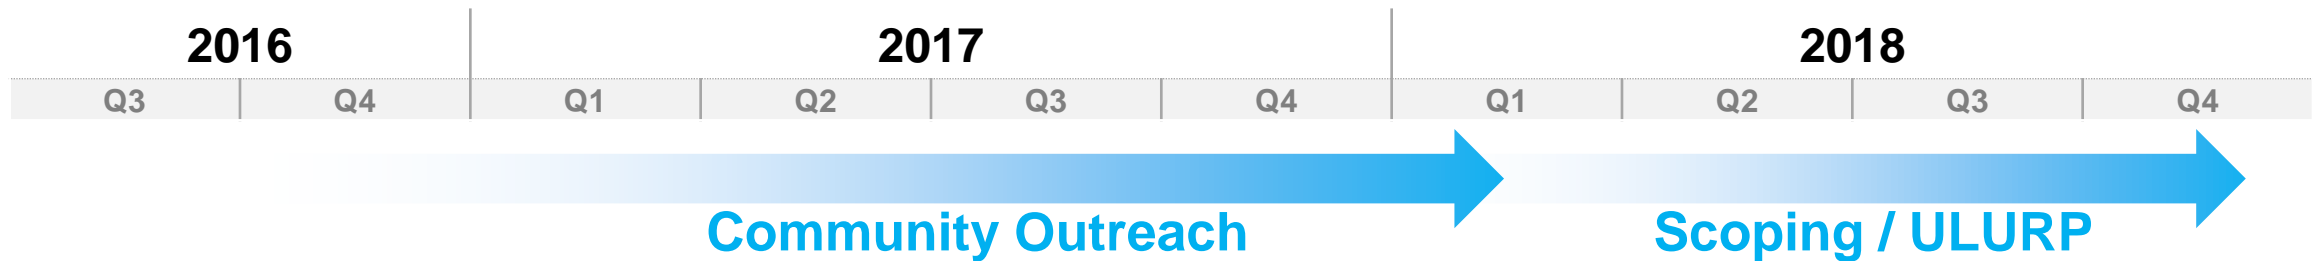 2016 2017 2018
Q3 Q4 Q1 Q2 Q3 Q4 Q1 Q2 Q3 Q4
Community Outreach Scoping / ULURP